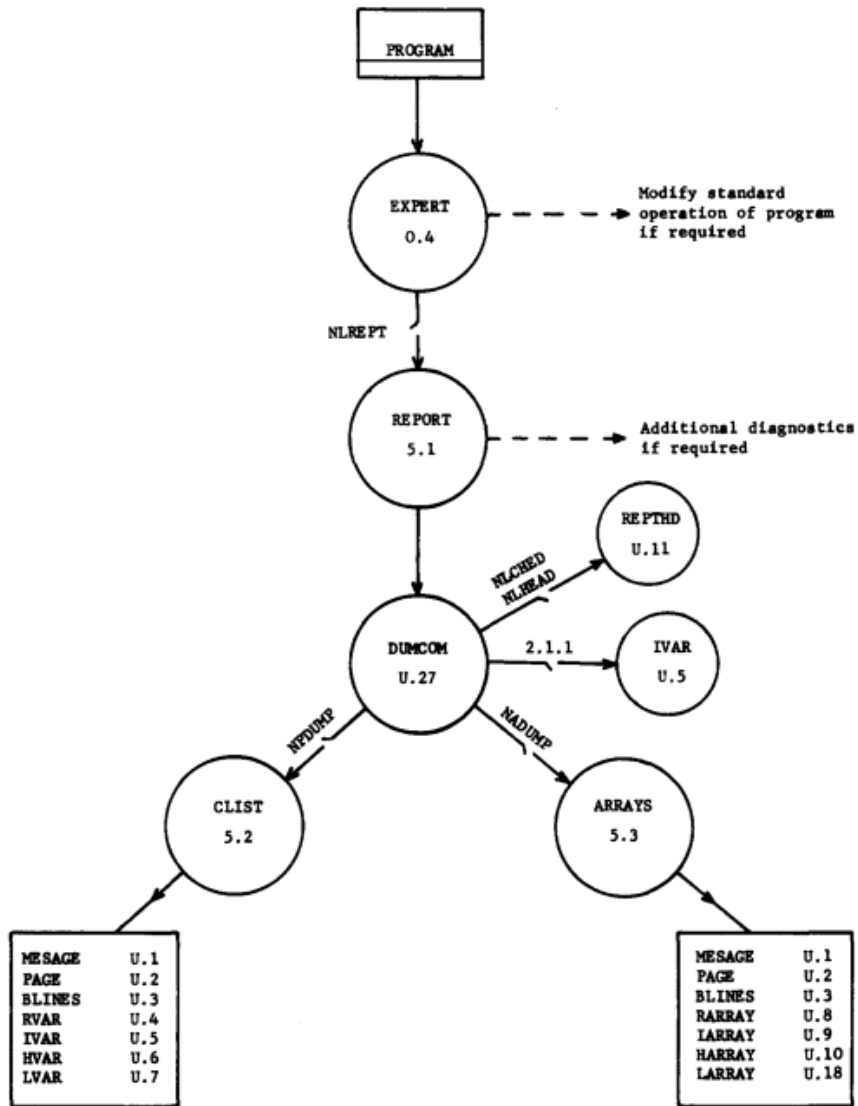 PROGRAM
EXPERT
0.4
Modify standard
operation of program
if required
NLREPT
REPORT
5.1
Additional diagnostics
if required
REPTHD
U.11
NLCHED
NLHEAD
DUMCOM
U.27
2.1.1
IVAR
U.5
NPDUMP
NADUMP
CLIST
5.2
ARRAYS
5.3
MESAGE U.1
PAGE U.2
BLINES U.3
RVAR U.4
IVAR U.5
HVAR U.6
LVAR U.7
MESAGE U.1
PAGE U.2
BLINES U.3
RARRAY U.8
IARRAY U.9
HARRAY U.10
LARRAY U.18